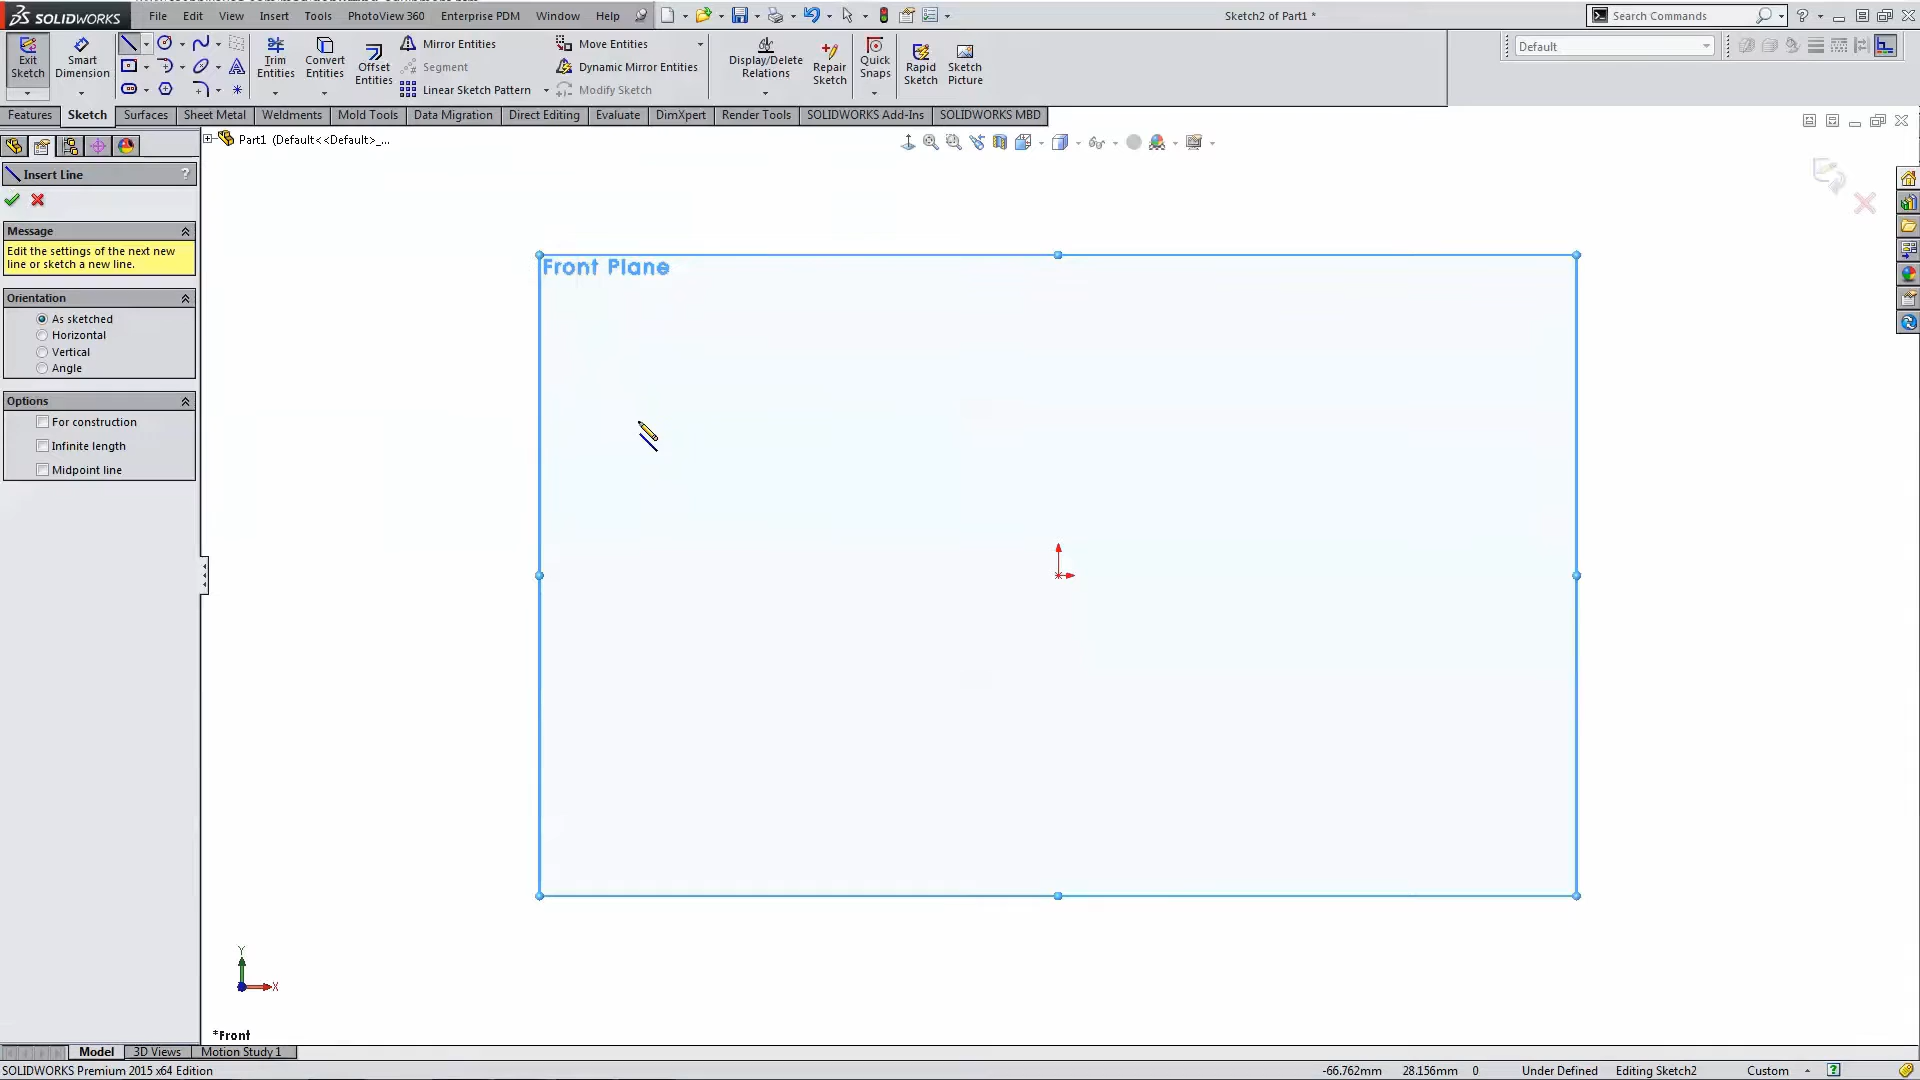 SOLIDWORKS File Edit View Insert Tools PhotoView 360 Enterprise PDM Window Help Sketch2 of Part1 * Search Commands
Exit Sketch
Smart Dimension
Trim Entities
Convert Entities
Offset Entities
Mirror Entities
Segment
Linear Sketch Pattern
Move Entities
Dynamic Mirror Entities
Modify Sketch
Display/Delete Relations
Repair Sketch
Quick Snaps
Rapid Sketch
Sketch Picture
Default
Features Sketch Surfaces Sheet Metal Weldments Mold Tools Data Migration Direct Editing Evaluate DimXpert Render Tools SOLIDWORKS Add-Ins SOLIDWORKS MBD
Part1 (Default<<Default>_...
Insert Line ?
Message
Edit the settings of the next new
line or sketch a new line.
Orientation
As sketched
Horizontal
Vertical
Angle
Options
For construction
Infinite length
Midpoint line
Front Plane
Y
X
*Front
Model 3D Views Motion Study 1
SOLIDWORKS Premium 2015 x64 Edition -66.762mm 28.156mm 0 Under Defined Editing Sketch2 Custom